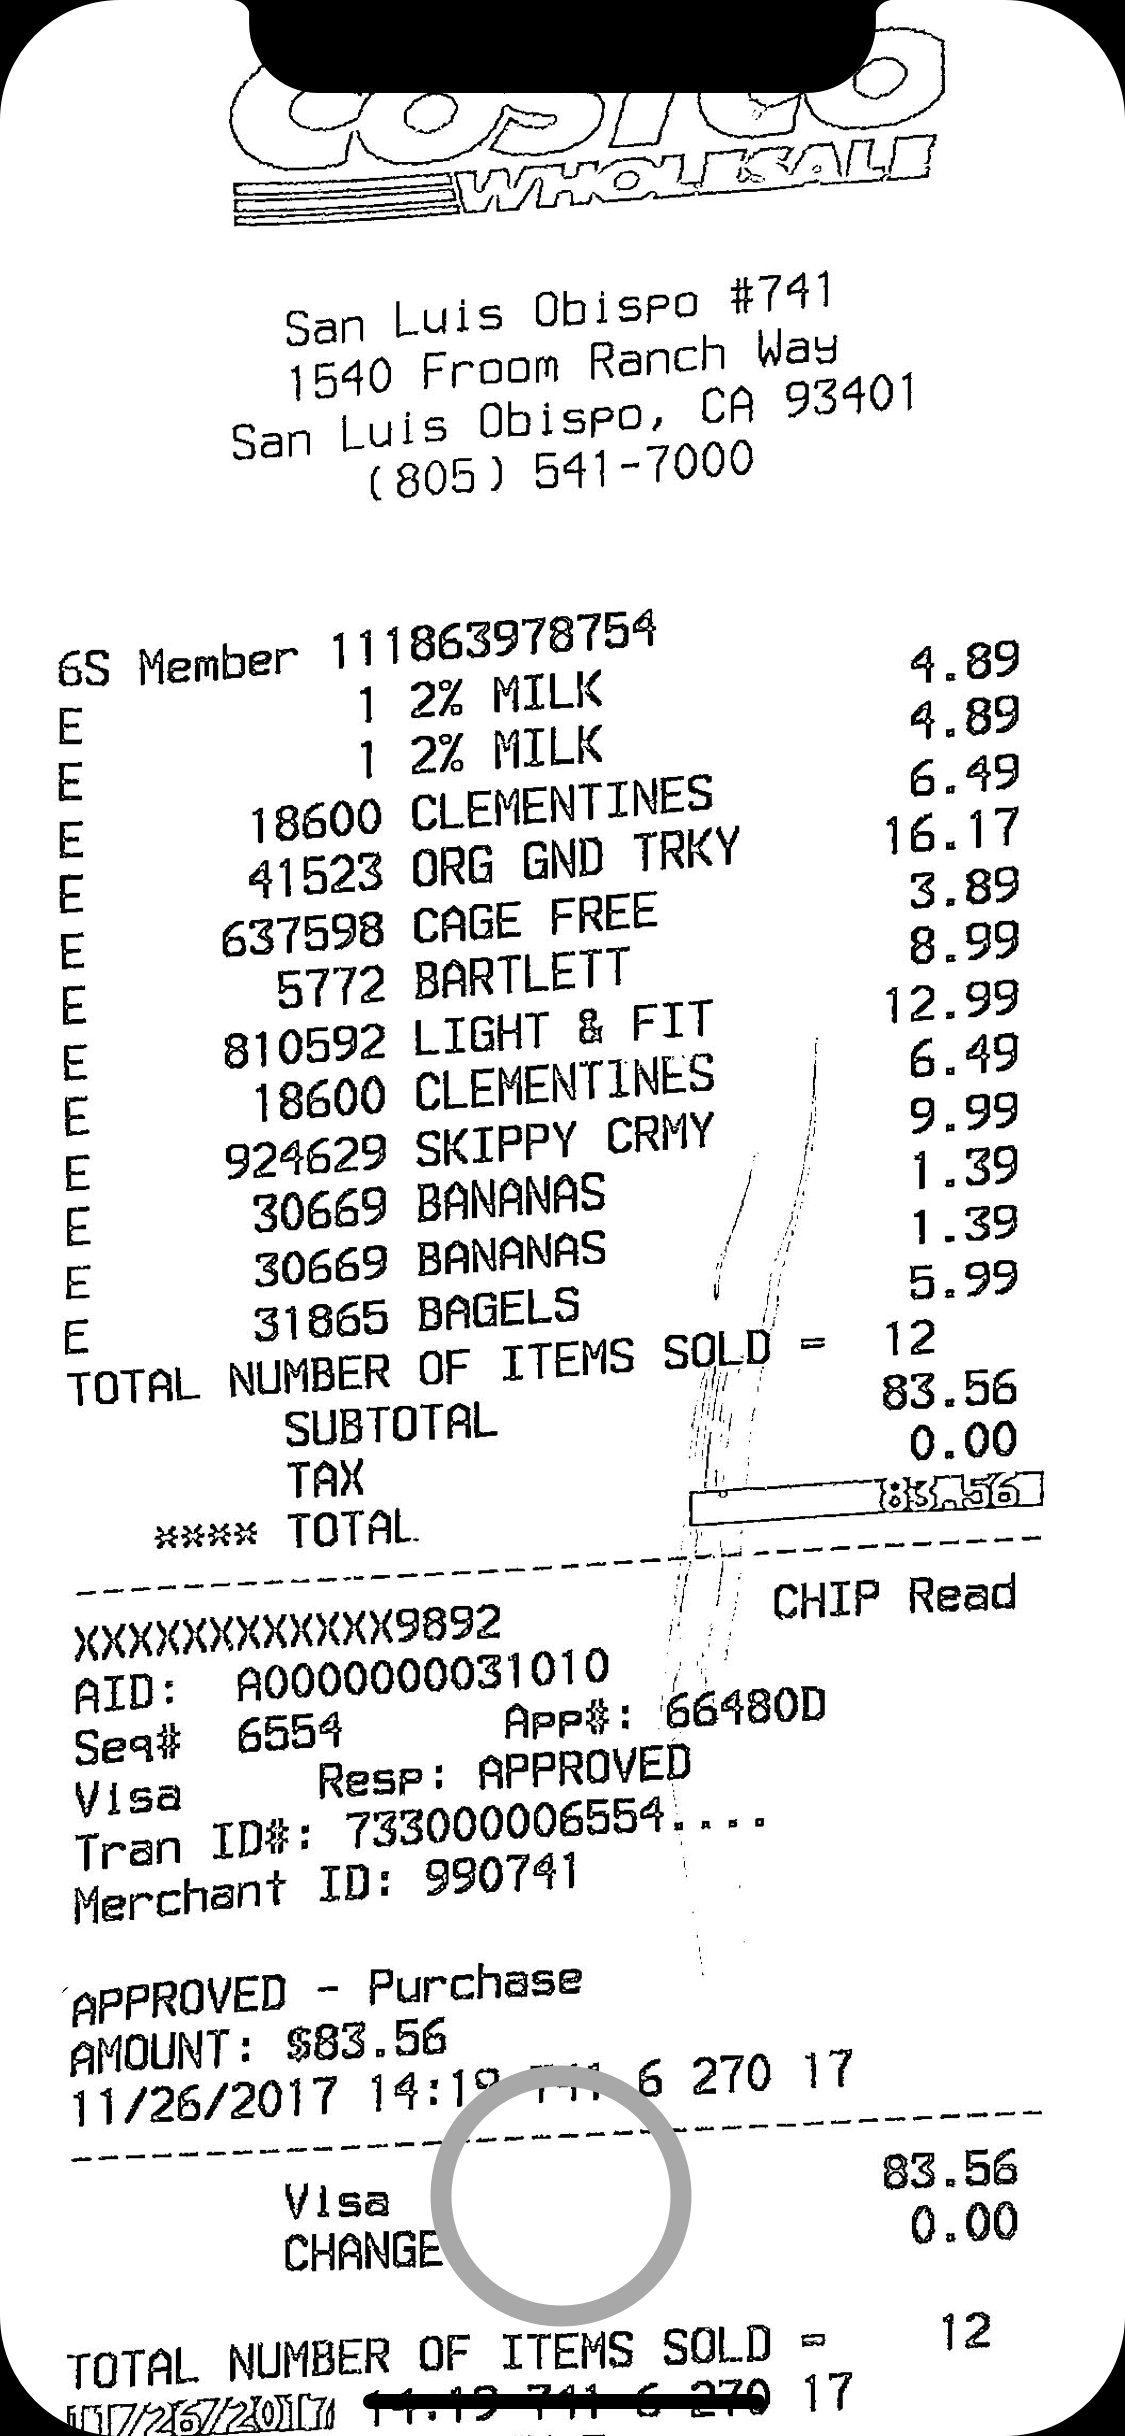 COSTCO
WHOLESALE
San Luis Obispo #741
1540 Froom Ranch Way
San Luis Obispo, CA 93401
(805) 541-7000
6S Member 111863978754
E 1 2% MILK 4.89
E 1 2% MILK 4.89
E 18600 CLEMENTINES 6.49
E 41523 ORG GND TRKY 16.17
E 637598 CAGE FREE 3.89
E 5772 BARTLETT 8.99
E 810592 LIGHT & FIT 12.99
E 18600 CLEMENTINES 6.49
E 924629 SKIPPY CRMY 9.99
E 30669 BANANAS 1.39
E 30669 BANANAS 1.39
E 31865 BAGELS 5.99
TOTAL NUMBER OF ITEMS SOLD = 12
SUBTOTAL 83.56
TAX 0.00
**** TOTAL 83.56
XXXXXXXXXXXX9892 CHIP Read
AID: A0000000031010
Seq# 6554 App#: 66480D
Visa Resp: APPROVED
Tran ID#: 733000006554....
Merchant ID: 990741
APPROVED - Purchase
AMOUNT: $83.56
11/26/2017 14:19 741 6 270 17
Visa 83.56
CHANGE 0.00
TOTAL NUMBER OF ITEMS SOLD = 12
11/26/2017 14:19 741 6 270 17